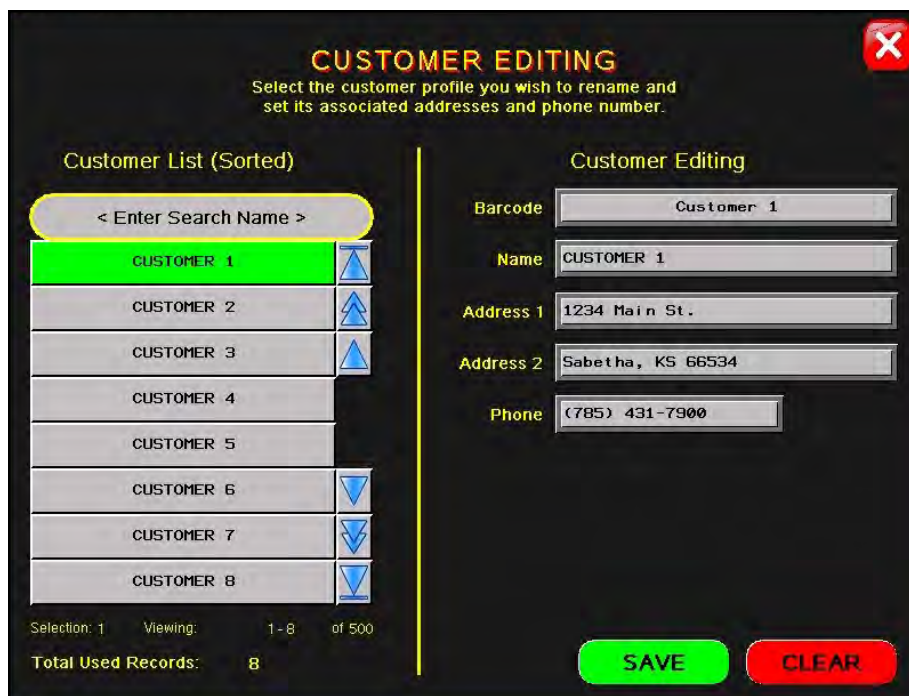 CUSTOMER EDITING
Select the customer profile you wish to rename and
set its associated addresses and phone number.
Customer List (Sorted)
< Enter Search Name >
CUSTOMER 1
CUSTOMER 2
CUSTOMER 3
CUSTOMER 4
CUSTOMER 5
CUSTOMER 6
CUSTOMER 7
CUSTOMER 8
Selection: 1 Viewing: 1-8 of 500
Total Used Records: 8
Customer Editing
Barcode Customer 1
Name CUSTOMER 1
Address 1 1234 Main St.
Address 2 Sabetha, KS 66534
Phone (785) 431-7900
SAVE CLEAR